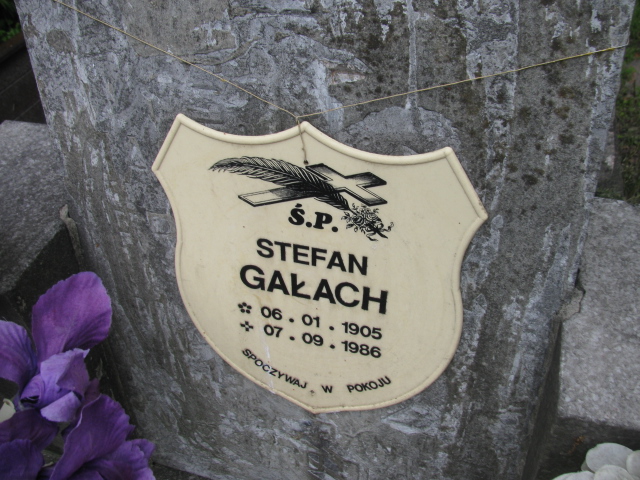 Ś.P.
STEFAN
GAŁACH
06.01.1905
07.09.1986
SPOCZYWAJ W POKOJU